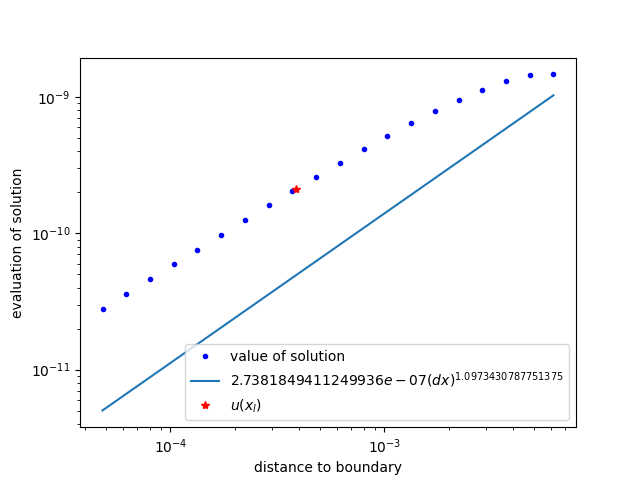 10⁻⁹
10⁻¹⁰
10⁻¹¹
evaluation of solution
value of solution
2.7381849411249936e − 07(dx)^1.0973430787751375
u(x_I)
10⁻⁴
10⁻³
distance to boundary